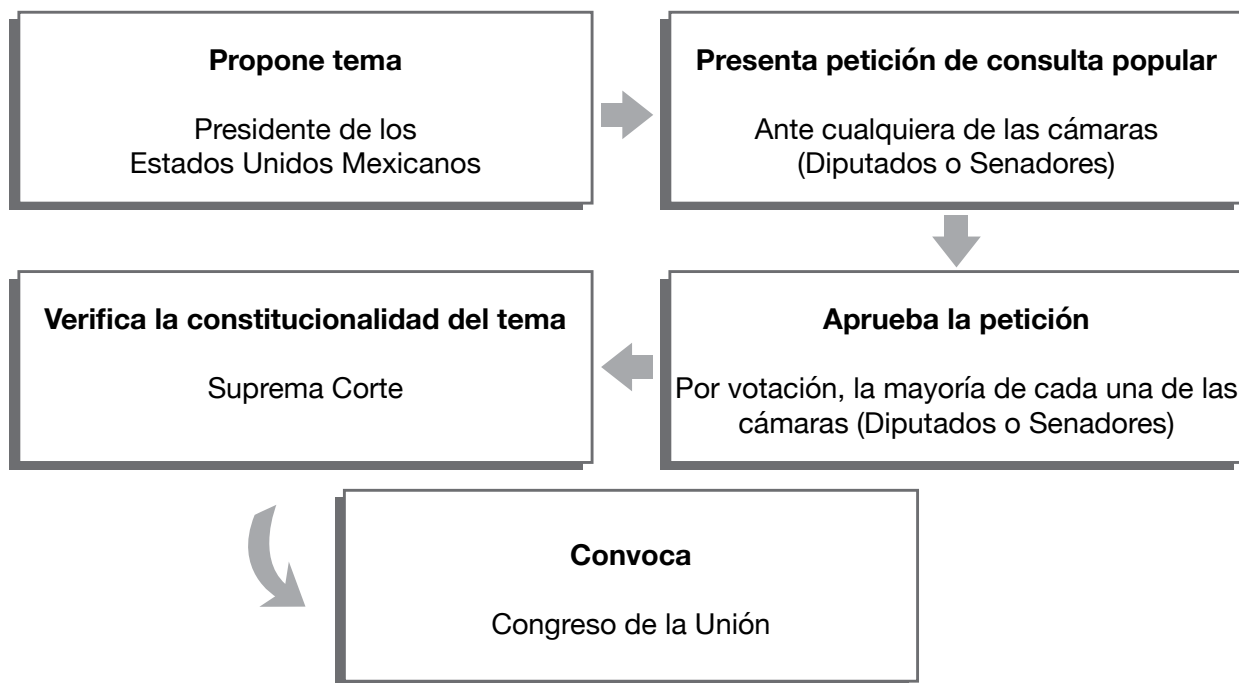 Propone tema
Presidente de los
Estados Unidos Mexicanos
Presenta petición de consulta popular
Ante cualquiera de las cámaras
(Diputados o Senadores)
Aprueba la petición
Por votación, la mayoría de cada una de las
cámaras (Diputados o Senadores)
Verifica la constitucionalidad del tema
Suprema Corte
Convoca
Congreso de la Unión